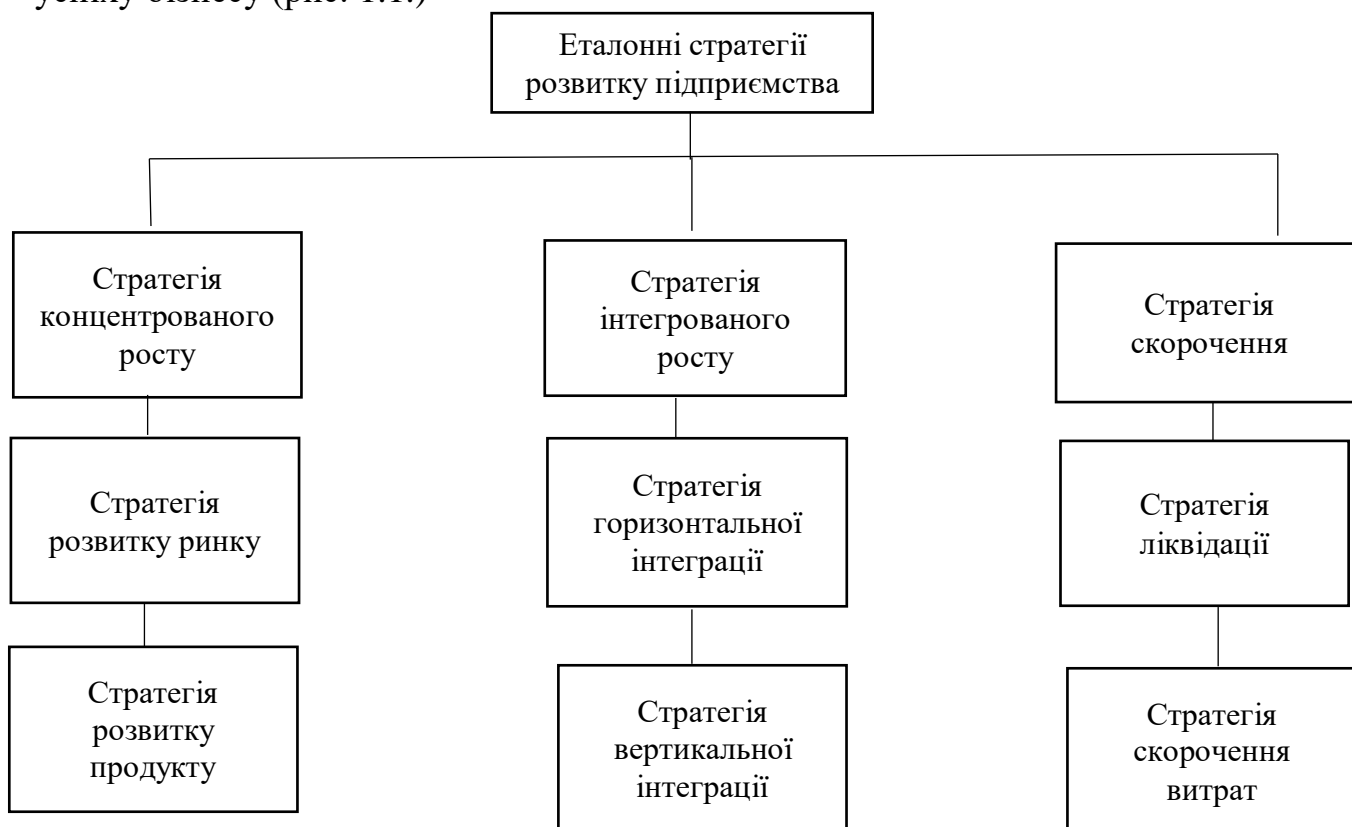 успіху бізнесу (рис. 1.1.)
Еталонні стратегії
розвитку підприємства
Стратегія
концентрованого
росту
Стратегія
інтегрованого
росту
Стратегія
скорочення
Стратегія
розвитку ринку
Стратегія
горизонтальної
інтеграції
Стратегія
ліквідації
Стратегія
розвитку
продукту
Стратегія
вертикальної
інтеграції
Стратегія
скорочення
витрат